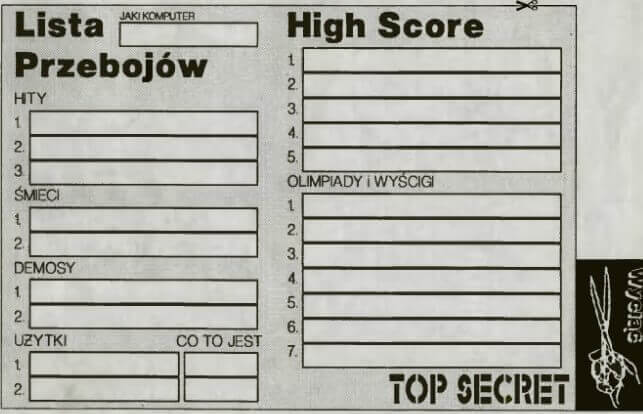 Lista
JAKI KOMPUTER
Przebojów
HITY
1.
2.
3.
ŚMIECI
1.
2.
DEMOSY
1.
2.
UŻYTKI CO TO JEST
1.
2.
High Score
1.
2.
3.
4.
5.
OLIMPIADY i WYŚCIGI
1.
2.
3.
4.
5.
6.
7.
TOP SECRET
Wyciąć